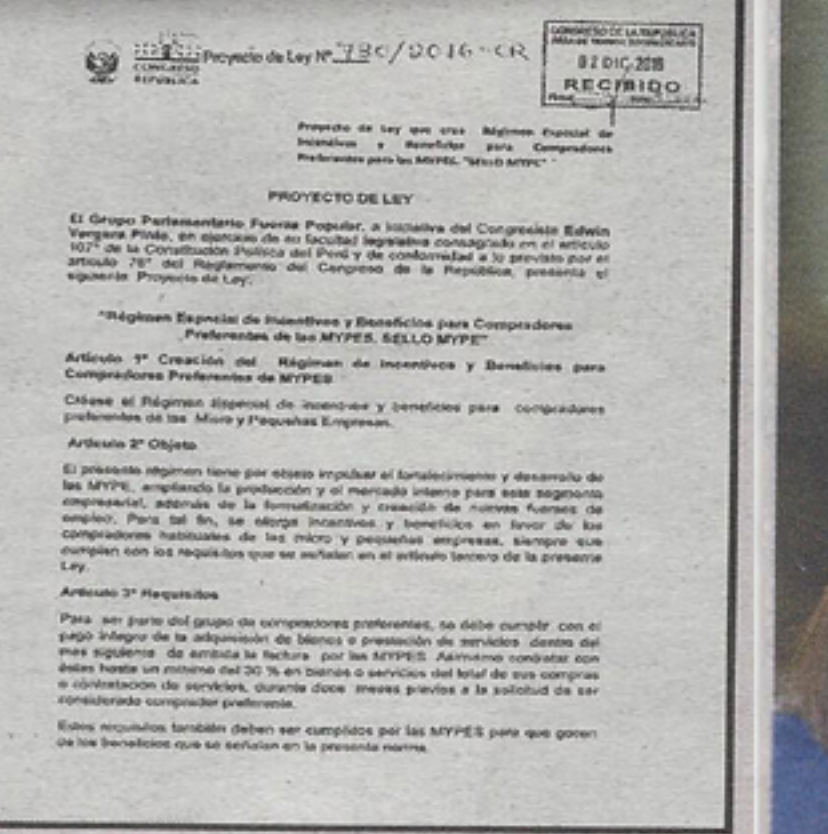 CONGRESO
REPÚBLICA
Proyecto de Ley Nº 730/2016-CR
CONGRESO DE LA REPÚBLICA
02 DIC 2016
RECIBIDO
Proyecto de Ley que crea Régimen Especial de
Incentivos y Beneficios para Compradores
Preferentes para las MYPES, "SELLO MYPE"
PROYECTO DE LEY
El Grupo Parlamentario Fuerza Popular, a iniciativa del Congresista Edwin
Vergara Pinto, en ejercicio de su facultad legislativa consagrado en el artículo
107° de la Constitución Política del Perú y de conformidad a lo previsto por el
artículo 76° del Reglamento del Congreso de la República, presenta el
siguiente Proyecto de Ley:
"Régimen Especial de Incentivos y Beneficios para Compradores
Preferentes de las MYPES, SELLO MYPE"
Artículo 1° Creación del Régimen de Incentivos y Beneficios para
Compradores Preferentes de MYPES
Créase el Régimen Especial de incentivos y beneficios para compradores
preferentes de las Micro y Pequeñas Empresas.
Artículo 2° Objeto
El presente régimen tiene por objeto impulsar el fortalecimiento y desarrollo de
las MYPE, ampliando la producción y el mercado interno para este segmento
empresarial, además de la formalización y creación de nuevas fuentes de
empleo. Para tal fin, se otorga incentivos y beneficios en favor de los
compradores habituales de las micro y pequeñas empresas, siempre que
cumplan con los requisitos que se señalan en el artículo tercero de la presente
Ley.
Artículo 3° Requisitos
Para ser parte del grupo de compradores preferentes, se debe cumplir con el
pago íntegro de la adquisición de bienes o prestación de servicios dentro del
mes siguiente de emitida la factura por las MYPES. Asimismo contratar con
éstas hasta un mínimo del 30 % en bienes o servicios del total de sus compras
o contratación de servicios, durante doce meses previos a la solicitud de ser
considerado comprador preferente.
Estos requisitos también deben ser cumplidos por las MYPES para que gocen
de los beneficios que se señalan en la presente norma.